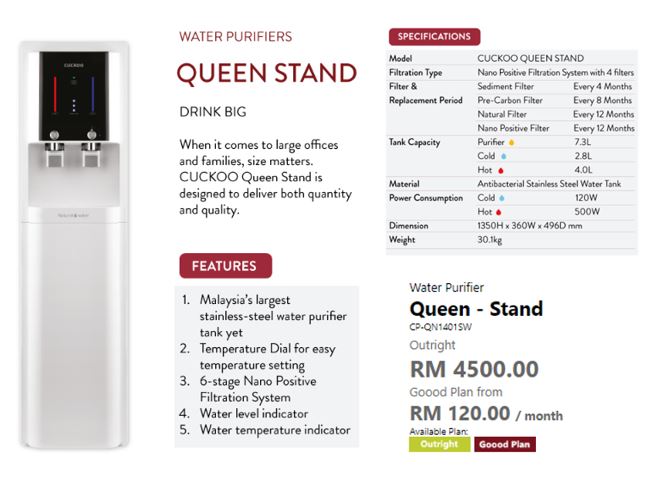 CUCKOO
WATER PURIFIERS
QUEEN STAND
DRINK BIG
When it comes to large offices
and families, size matters.
CUCKOO Queen Stand is
designed to deliver both quantity
and quality.
FEATURES
1. Malaysia's largest
stainless-steel water purifier
tank yet
2. Temperature Dial for easy
temperature setting
3. 6-stage Nano Positive
Filtration System
4. Water level indicator
5. Water temperature indicator
SPECIFICATIONS
Model CUCKOO QUEEN STAND
Filtration Type Nano Positive Filtration System with 4 filters
Filter & Sediment Filter Every 4 Months
Replacement Period Pre-Carbon Filter Every 8 Months
Natural Filter Every 12 Months
Nano Positive Filter Every 12 Months
Tank Capacity Purifier 7.3L
Cold 2.8L
Hot 4.0L
Material Antibacterial Stainless Steel Water Tank
Power Consumption Cold 120W
Hot 500W
Dimension 1350H x 360W x 496D mm
Weight 30.1kg
Water Purifier
Queen - Stand
CP-QN1401SW
Outright
RM 4500.00
Goood Plan from
RM 120.00 / month
Available Plan:
Outright Goood Plan